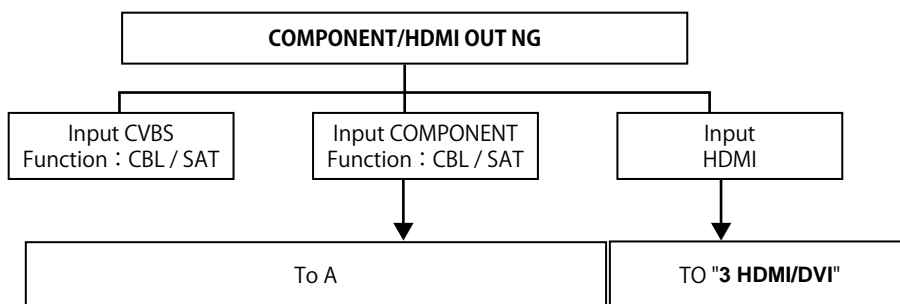 COMPONENT/HDMI OUT NG
Input CVBS
Function：CBL / SAT
Input COMPONENT
Function：CBL / SAT
Input
HDMI
To A
TO "3 HDMI/DVI"